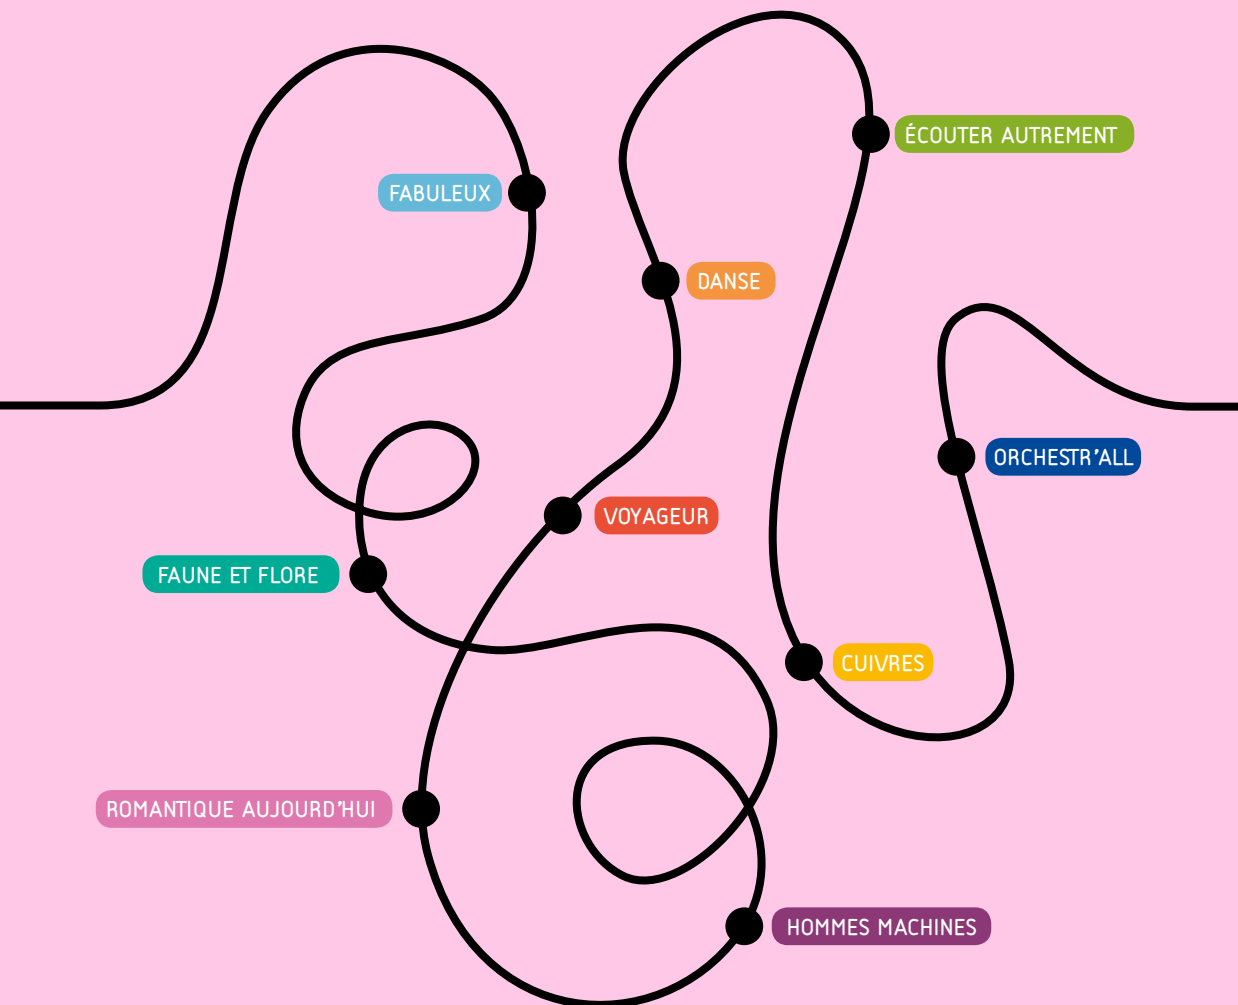 ÉCOUTER AUTREMENT
FABULEUX
DANSE
ORCHESTR'ALL
VOYAGEUR
FAUNE ET FLORE
CUIVRES
ROMANTIQUE AUJOURD'HUI
HOMMES MACHINES